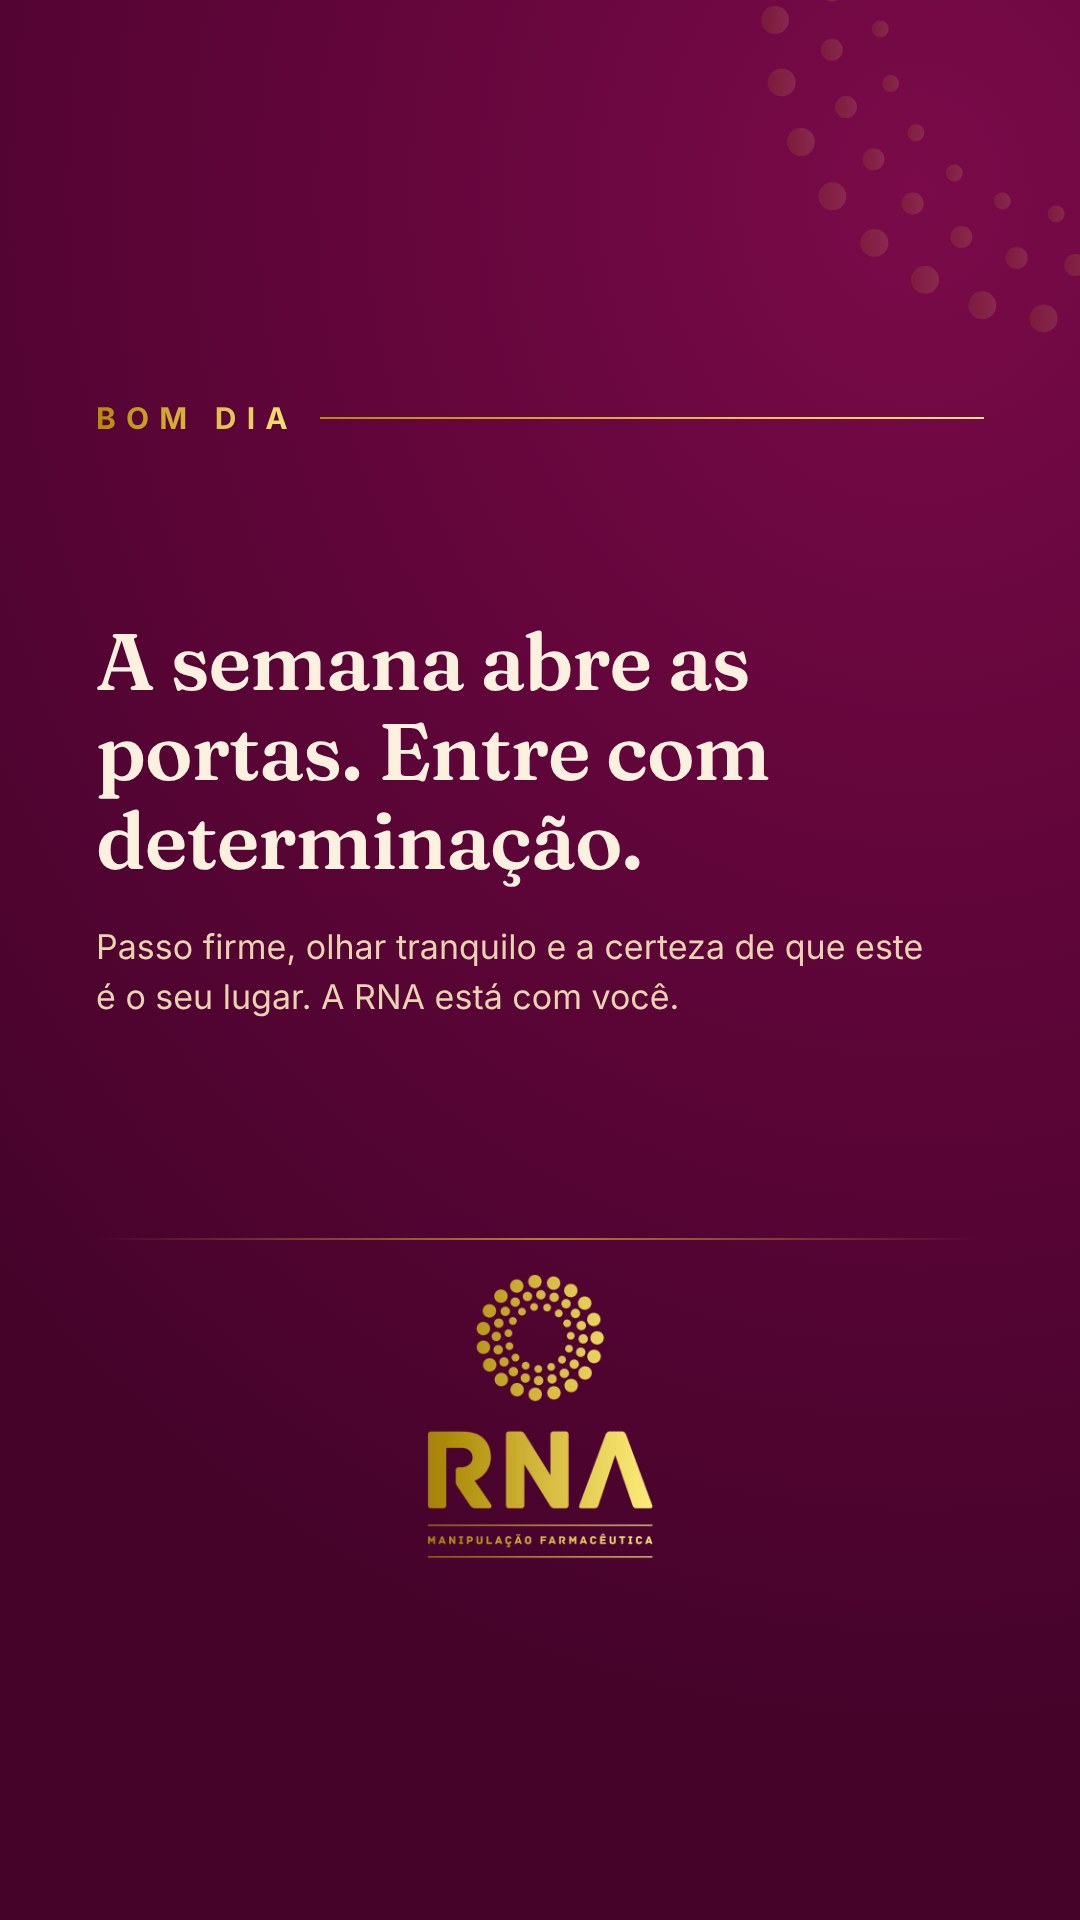 BOM DIA
A semana abre as
portas. Entre com
determinação.
Passo firme, olhar tranquilo e a certeza de que este
é o seu lugar. A RNA está com você.
RNA
MANIPULAÇÃO FARMACÊUTICA